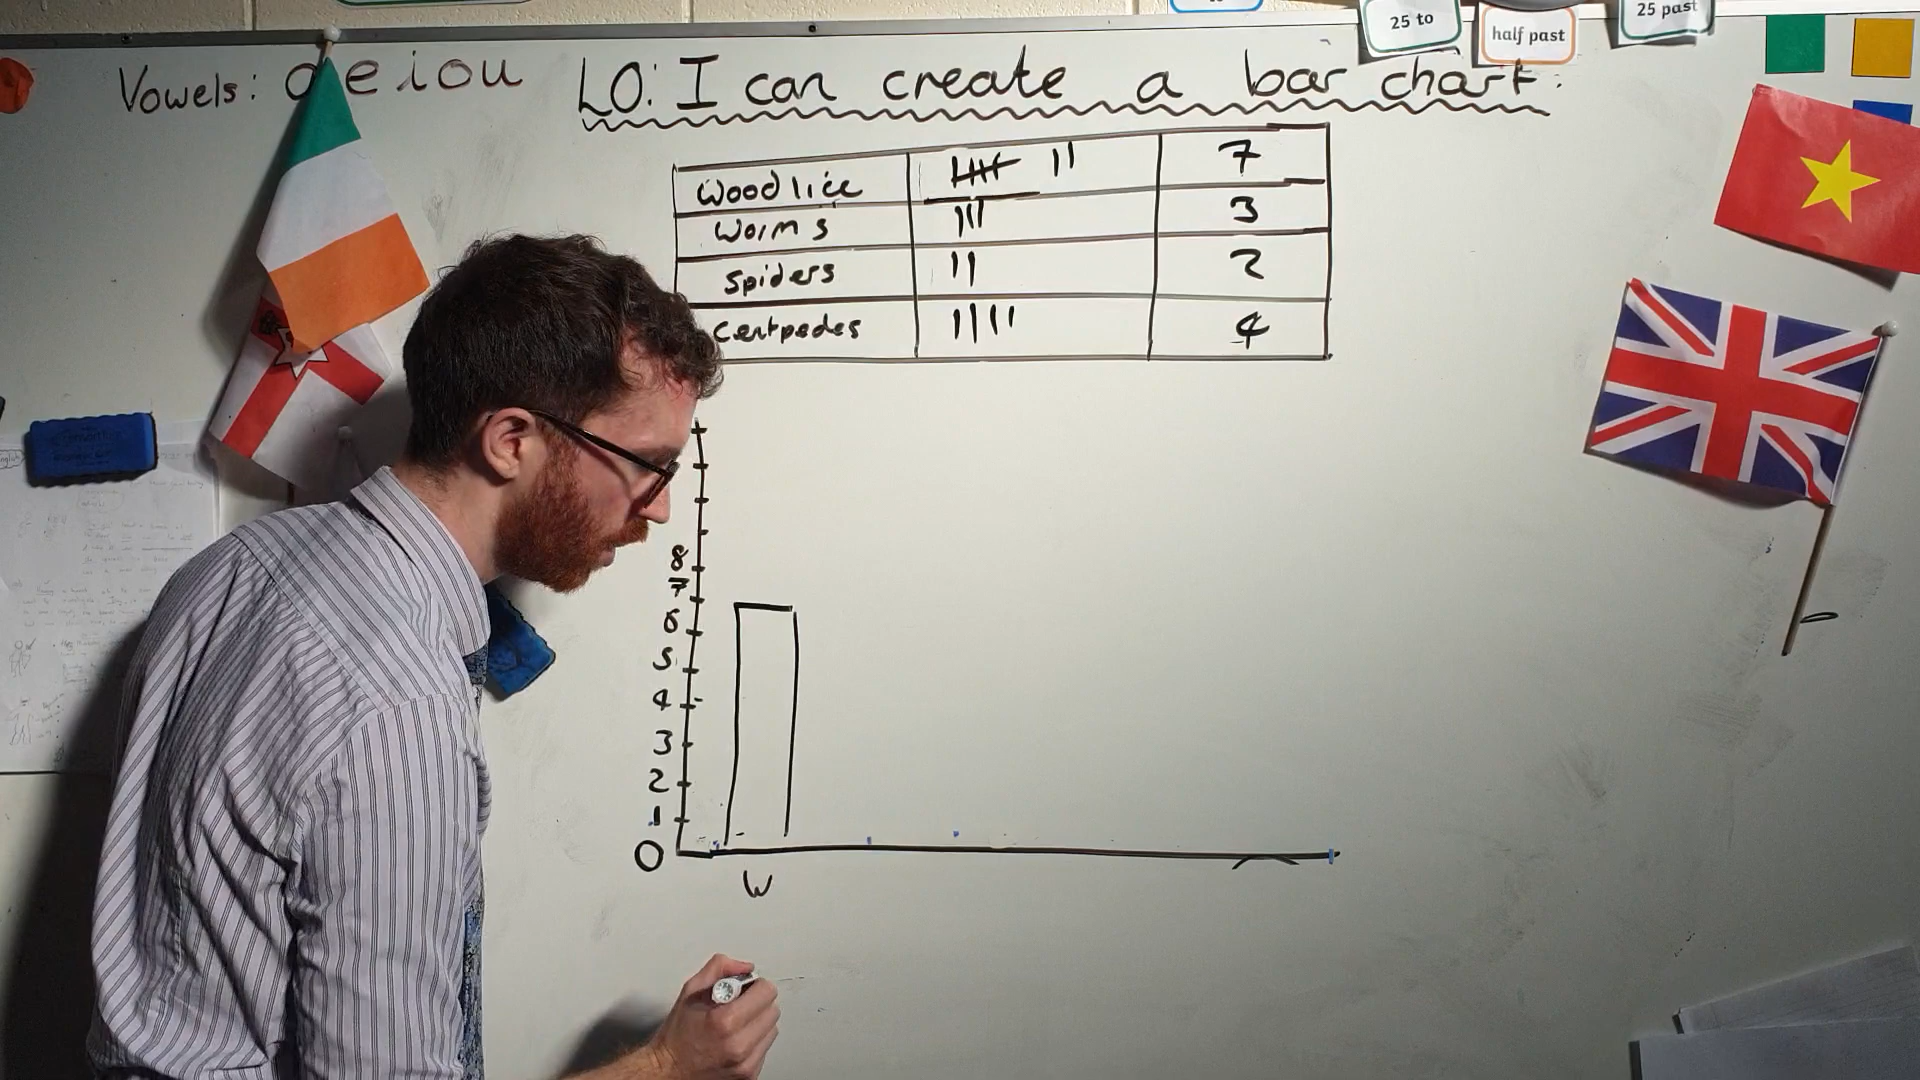 25 to
half past
25 past
Vowels: a e i o u
LO: I can create a bar chart.
Woodlice 7
Worms 3
Spiders 2
Centpedes 4
8
7
6
5
4
3
2
1
0
W